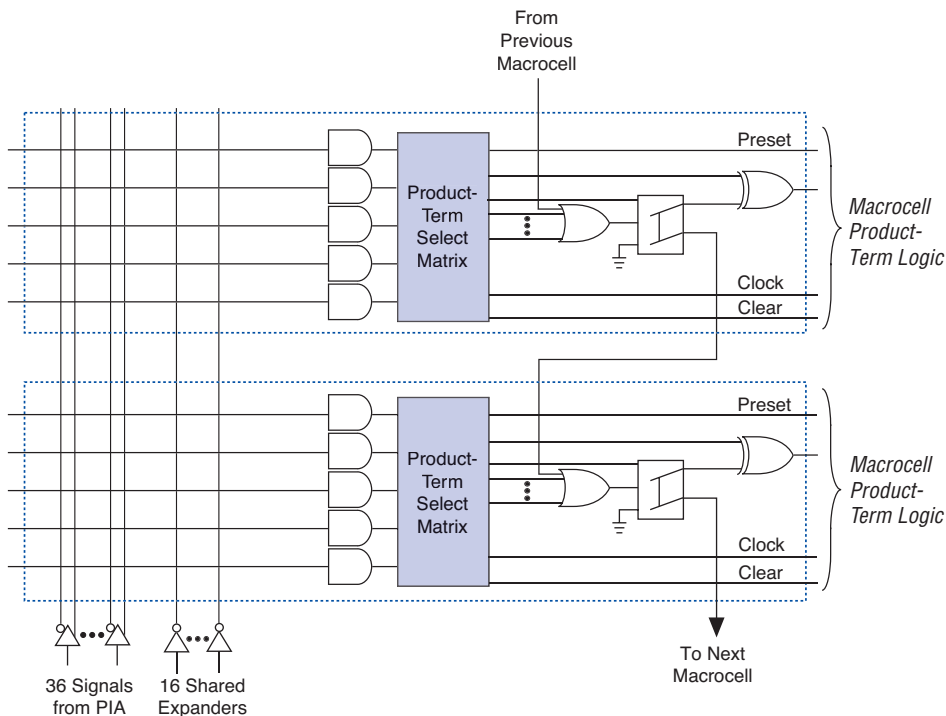 From
Previous
Macrocell
Preset
Product-
Term
Select
Matrix
Macrocell
Product-
Term Logic
Clock
Clear
Preset
Product-
Term
Select
Matrix
Macrocell
Product-
Term Logic
Clock
Clear
36 Signals
from PIA
16 Shared
Expanders
To Next
Macrocell